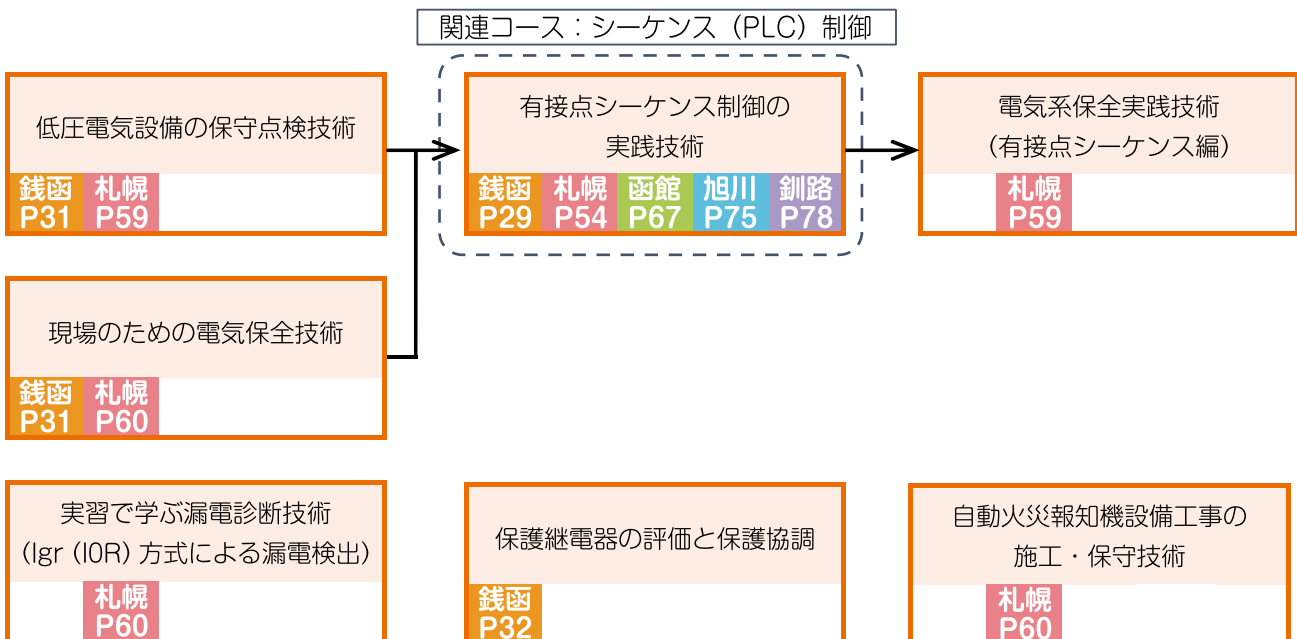 関連コース：シーケンス（PLC）制御
低圧電気設備の保守点検技術
銭函 札幌
P31 P59
有接点シーケンス制御の
実践技術
銭函 札幌 函館 旭川 釧路
P29 P54 P67 P75 P78
電気系保全実践技術
（有接点シーケンス編）
札幌
P59
現場のための電気保全技術
銭函 札幌
P31 P60
実習で学ぶ漏電診断技術
（Igr（I0R）方式による漏電検出）
札幌
P60
保護継電器の評価と保護協調
銭函
P32
自動火災報知機設備工事の
施工・保守技術
札幌
P60